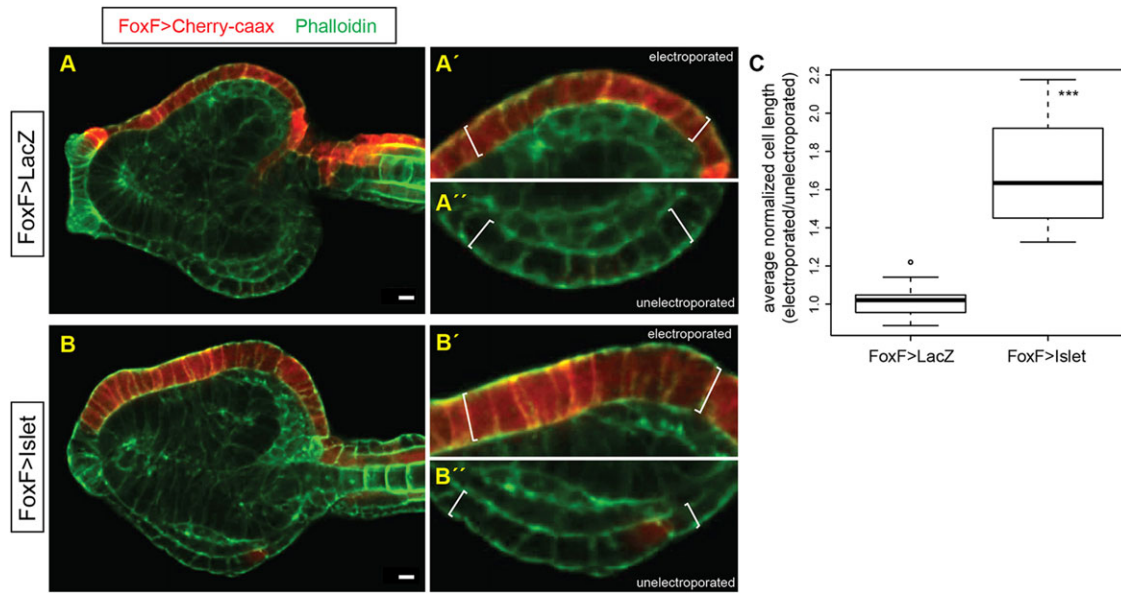 FoxF>Cherry-caax Phalloidin
FoxF>LacZ
A
A´
electroporated
A´´
unelectroporated
FoxF>Islet
B
B´
electroporated
B´´
unelectroporated
C
average normalized cell length
(electroporated/unelectroporated)
2.2
2.0
1.8
1.6
1.4
1.2
1.0
***
FoxF>LacZ
FoxF>Islet